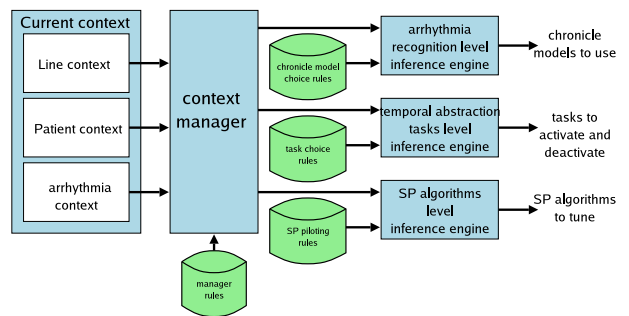 Current context
Line context
Patient context
arrhythmia
context
context
manager
manager
rules
chronicle model
choice rules
task choice
rules
SP piloting
rules
arrhythmia
recognition level
inference engine
temporal abstraction
tasks level
inference engine
SP algorithms
level
inference engine
chronicle
models to use
tasks to
activate and
deactivate
SP algorithms
to tune